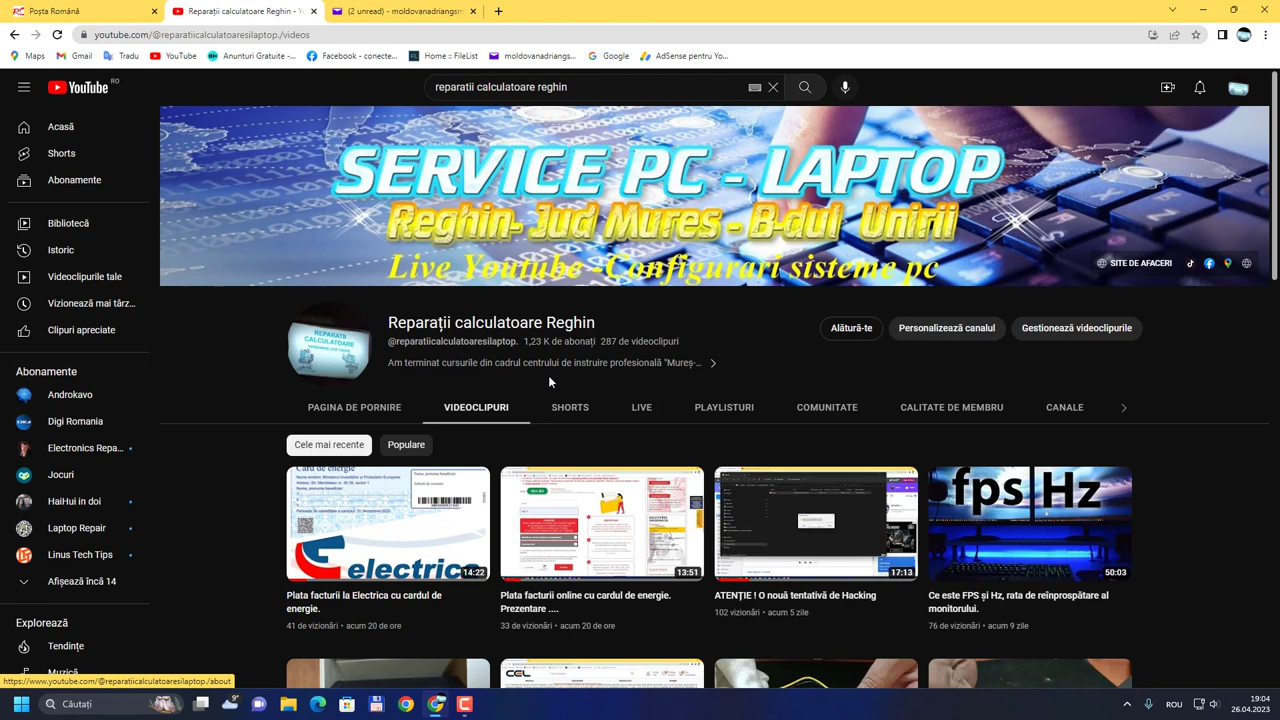 Poșta Română
Reparații calculatoare Reghin - Y
(2 unread) - moldovanadriangsm
youtube.com/@reparatiicalculatoaresilaptop./videos
Maps
Gmail
Tradu
YouTube
Anunturi Gratuite -...
Facebook - conecte...
Home :: FileList
moldovanadriangsm...
Google
AdSense pentru Yo...
YouTube RO
reparatii calculatoare reghin
Acasă
Shorts
Abonamente
Bibliotecă
Istoric
Videoclipurile tale
Vizionează mai târz...
Clipuri apreciate
Abonamente
Androkavo
Digi Romania
Electronics Repa...
Jocuri
HaiHui in doi
Laptop Repair
Linus Tech Tips
Afișează încă 14
Explorează
Tendințe
Muzică
SERVICE PC - LAPTOP
Reghin- Jud Mures - B-dul Unirii
Live Youtube -Configurari sisteme pc
SITE DE AFACERI
REPARATII
CALCULATOARE
Reparații calculatoare Reghin
@reparatiicalculatoaresilaptop. 1,23 K de abonați 287 de videoclipuri
Am terminat cursurile din cadrul centrului de instruire profesională "Mureș-...
Alătură-te
Personalizează canalul
Gestionează videoclipurile
PAGINA DE PORNIRE
VIDEOCLIPURI
SHORTS
LIVE
PLAYLISTURI
COMUNITATE
CALITATE DE MEMBRU
CANALE
Cele mai recente
Populare
Card de energie
electrica
14:22
13:51
17:13
ps Hz
5:03
Plata facturii la Electrica cu cardul de
energie.
41 de vizionări • acum 20 de ore
Plata facturii online cu cardul de energie.
Prezentare ....
33 de vizionări • acum 20 de ore
ATENȚIE ! O nouă tentativă de Hacking
102 vizionări • acum 5 zile
Ce este FPS și Hz, rata de reînprospătare al
monitorului.
76 de vizionări • acum 9 zile
CEL
https://www.youtube.com/@reparatiicalculatoaresilaptop./about
Căutați
ROU
19:04
26.04.2023